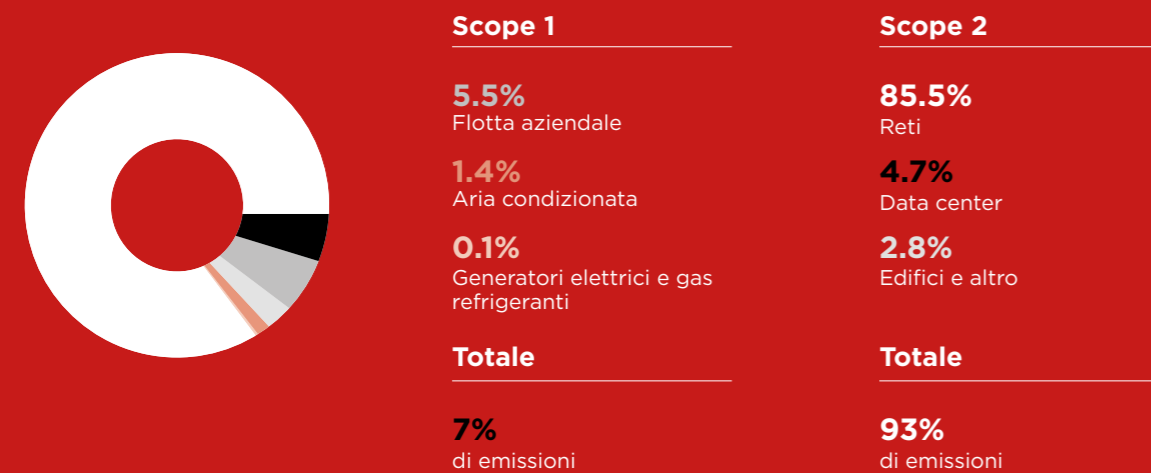 Scope 1
5.5%
Flotta aziendale
1.4%
Aria condizionata
0.1%
Generatori elettrici e gas
refrigeranti
Totale
7%
di emissioni
Scope 2
85.5%
Reti
4.7%
Data center
2.8%
Edifici e altro
Totale
93%
di emissioni